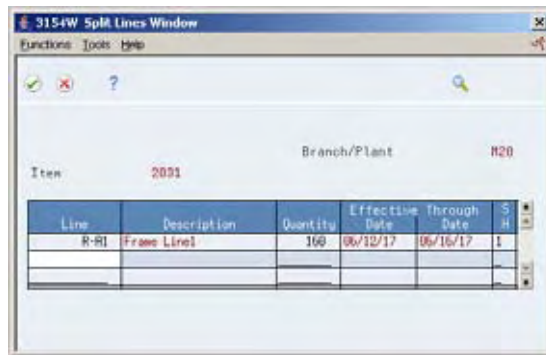 3154W Split Lines Window
Functions Tools Help
Branch/Plant M20
Item 2031
Line Description Quantity Effective Date Through Date S H
R-A1 Frame Line1 160 06/12/17 06/16/17 1